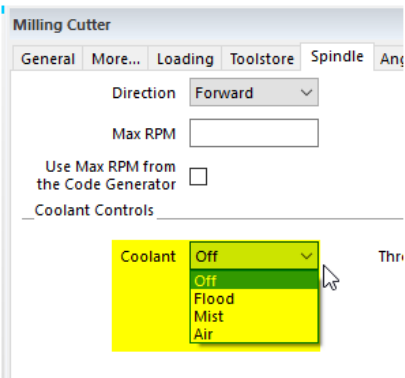 Milling Cutter
General More... Loading Toolstore Spindle
Direction Forward
Max RPM
Use Max RPM from
the Code Generator
Coolant Controls
Coolant Off
Off
Flood
Mist
Air